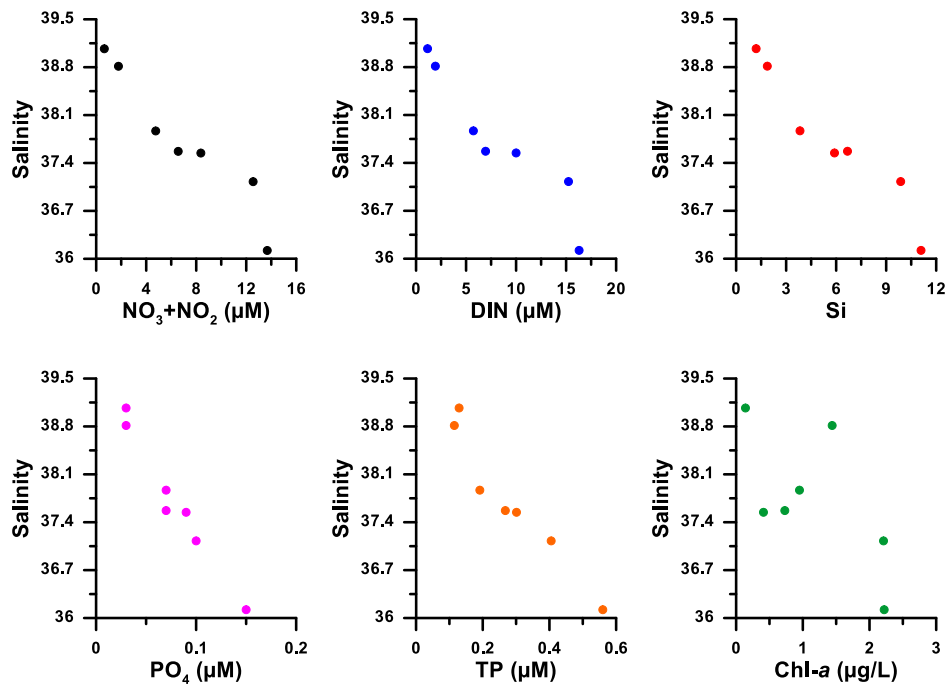 39.5 39.5 39.5
38.8 38.8 38.8
38.1 38.1 38.1
Salinity Salinity Salinity
37.4 37.4 37.4
36.7 36.7 36.7
36 36 36
0 4 8 12 16 0 5 10 15 20 0 3 6 9 12
NO₃+NO₂ (µM) DIN (µM) Si
39.5 39.5 39.5
38.8 38.8 38.8
38.1 38.1 38.1
Salinity Salinity Salinity
37.4 37.4 37.4
36.7 36.7 36.7
36 36 36
0 0.1 0.2 0 0.2 0.4 0.6 0 1 2 3
PO₄ (µM) TP (µM) Chl-a (µg/L)